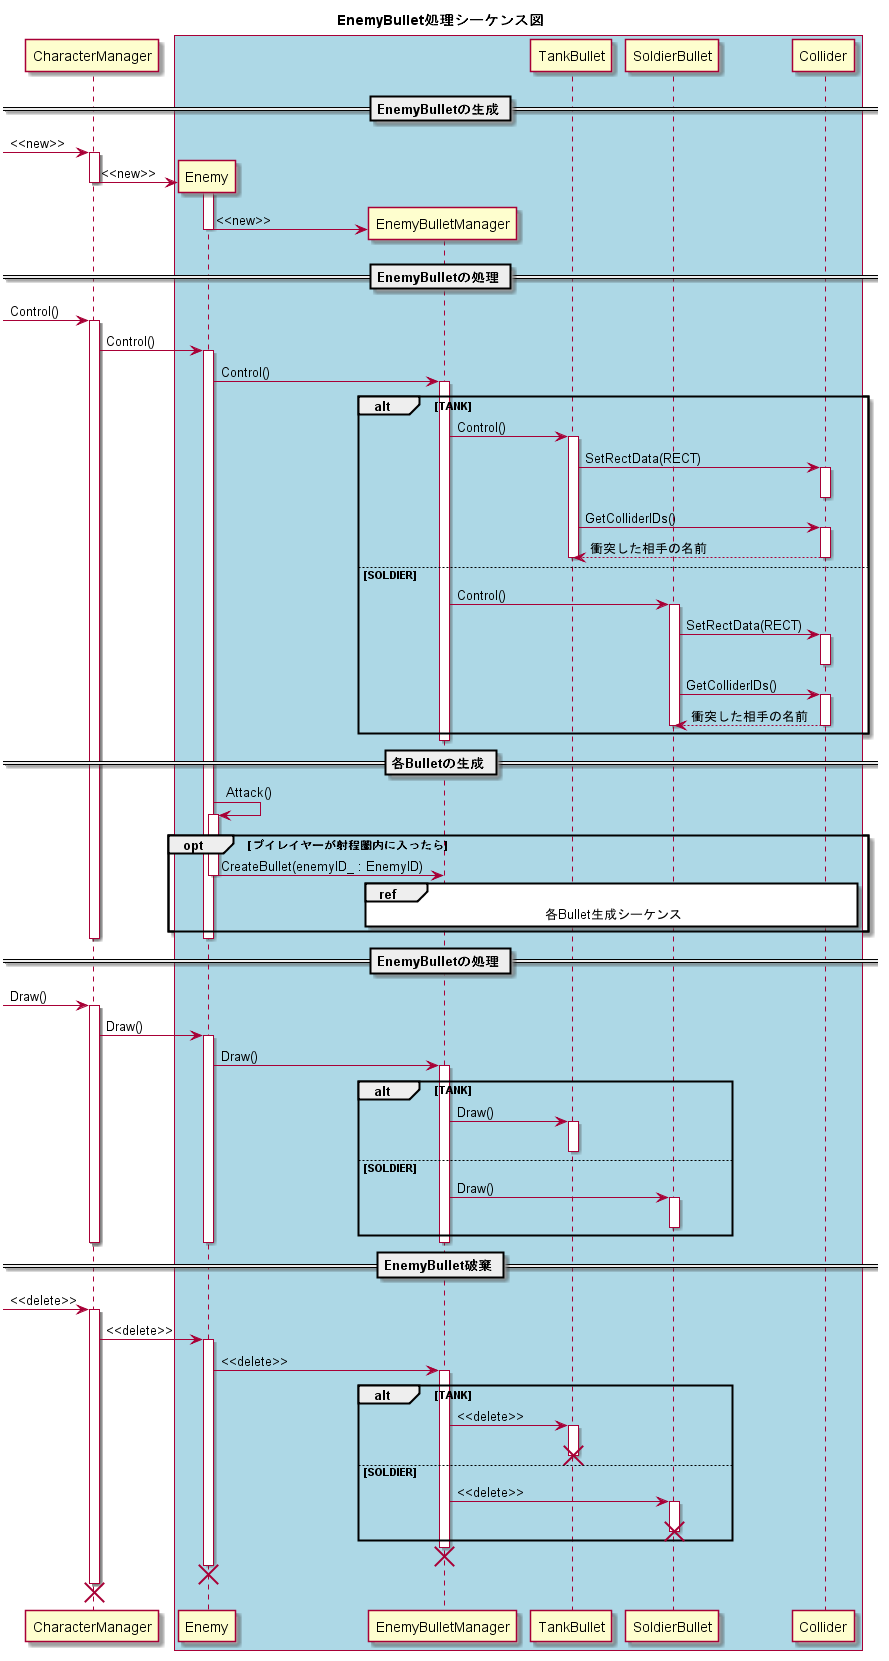 EnemyBullet処理シーケンス図
CharacterManager
TankBullet
SoldierBullet
Collider
EnemyBulletの生成
<<new>>
<<new>>
Enemy
<<new>>
EnemyBulletManager
EnemyBulletの処理
Control()
Control()
Control()
alt [TANK]
Control()
SetRectData(RECT)
GetColliderIDs()
衝突した相手の名前
[SOLDIER]
Control()
SetRectData(RECT)
GetColliderIDs()
衝突した相手の名前
各Bulletの生成
Attack()
opt [プイレイヤーが射程圏内に入ったら]
CreateBullet(enemyID_ : EnemyID)
ref
各Bullet生成シーケンス
EnemyBulletの処理
Draw()
Draw()
Draw()
alt [TANK]
Draw()
[SOLDIER]
Draw()
EnemyBullet破棄
<<delete>>
<<delete>>
<<delete>>
alt [TANK]
<<delete>>
[SOLDIER]
<<delete>>
CharacterManager
Enemy
EnemyBulletManager
TankBullet
SoldierBullet
Collider